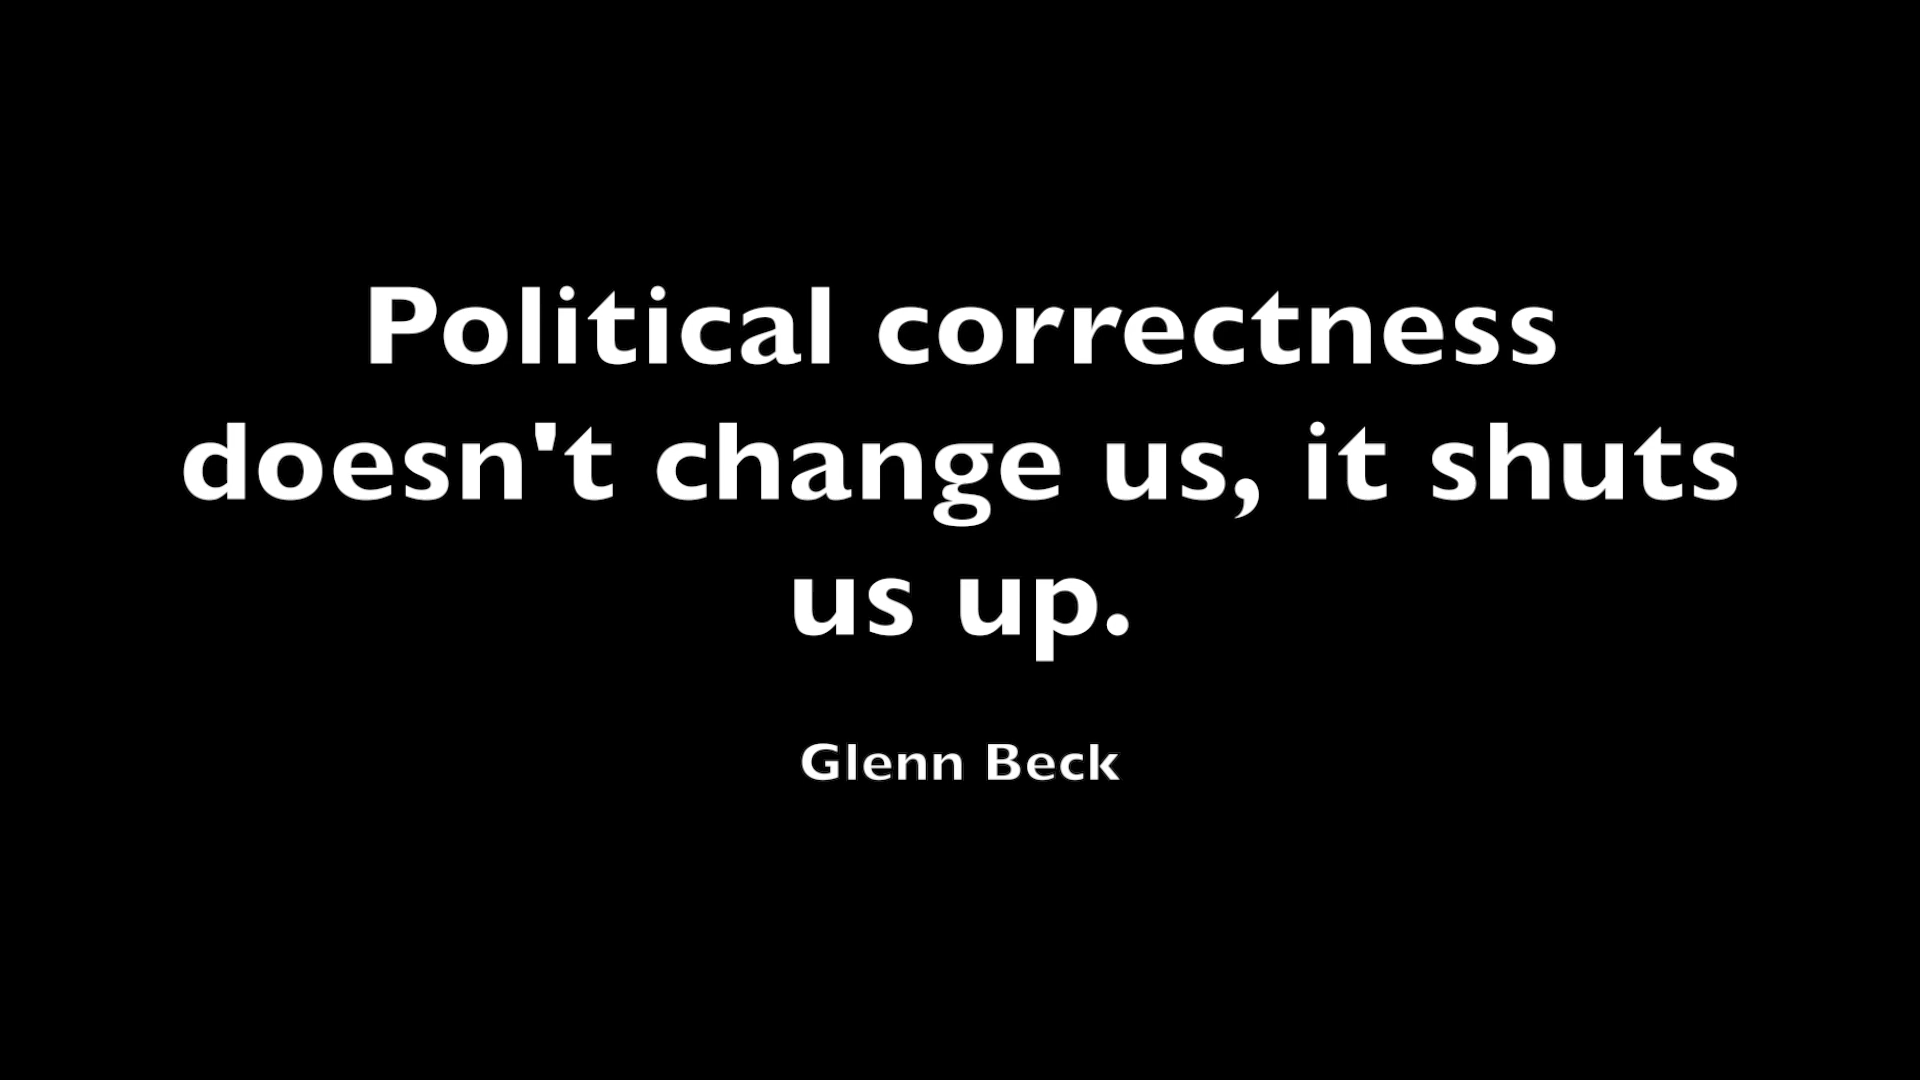 Political correctness
doesn't change us, it shuts
us up.
Glenn Beck